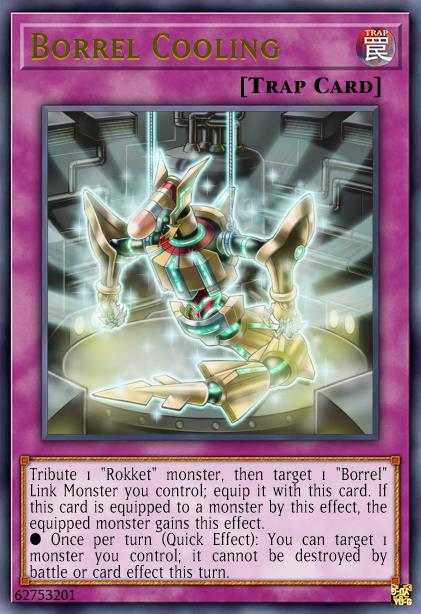 BORREL COOLING
TRAP
罠
[TRAP CARD]
Tribute 1 "Rokket" monster, then target 1 "Borrel"
Link Monster you control; equip it with this card. If
this card is equipped to a monster by this effect, the
equipped monster gains this effect.
● Once per turn (Quick Effect): You can target 1
monster you control; it cannot be destroyed by
battle or card effect this turn.
62753201